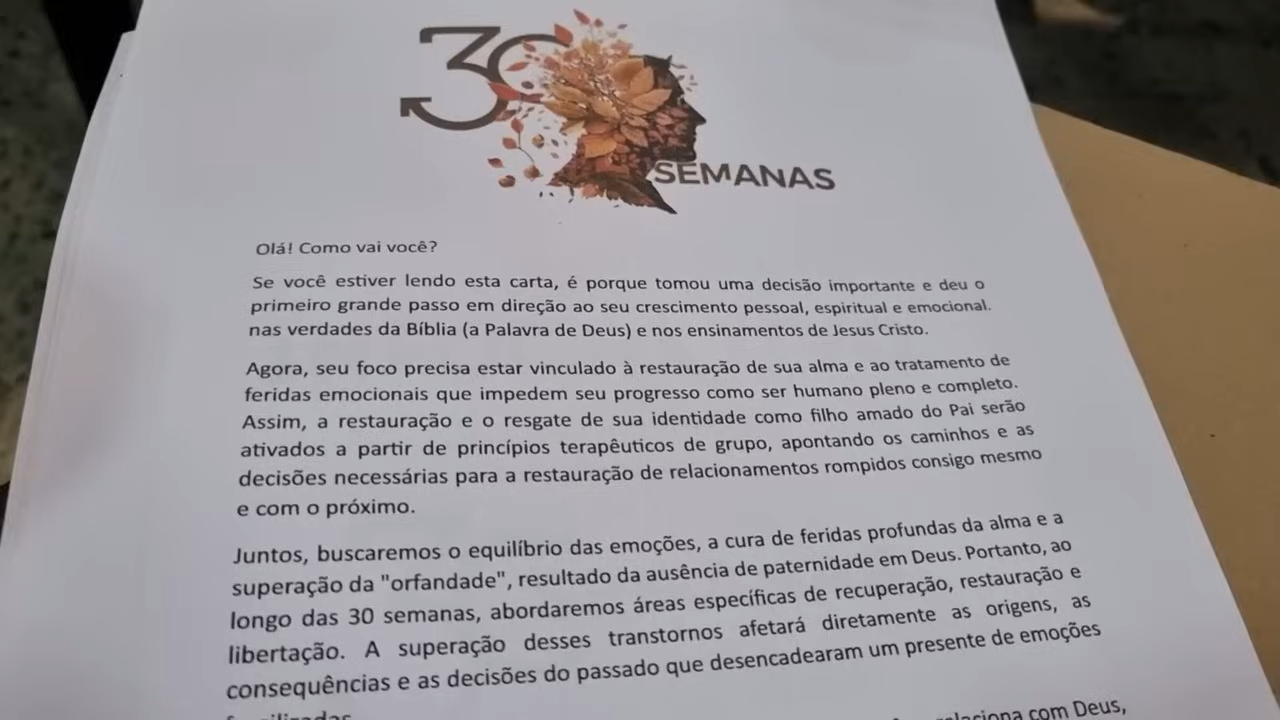 30
SEMANAS
Olá! Como vai você?
Se você estiver lendo esta carta, é porque tomou uma decisão importante e deu o
primeiro grande passo em direção ao seu crescimento pessoal, espiritual e emocional.
nas verdades da Bíblia (a Palavra de Deus) e nos ensinamentos de Jesus Cristo.
Agora, seu foco precisa estar vinculado à restauração de sua alma e ao tratamento de
feridas emocionais que impedem seu progresso como ser humano pleno e completo.
Assim, a restauração e o resgate de sua identidade como filho amado do Pai serão
ativados a partir de princípios terapêuticos de grupo, apontando os caminhos e as
decisões necessárias para a restauração de relacionamentos rompidos consigo mesmo
e com o próximo.
Juntos, buscaremos o equilíbrio das emoções, a cura de feridas profundas da alma e a
superação da "orfandade", resultado da ausência de paternidade em Deus. Portanto, ao
longo das 30 semanas, abordaremos áreas específicas de recuperação, restauração e
libertação. A superação desses transtornos afetará diretamente as origens, as
consequências e as decisões do passado que desencadearam um presente de emoções
com Deus,